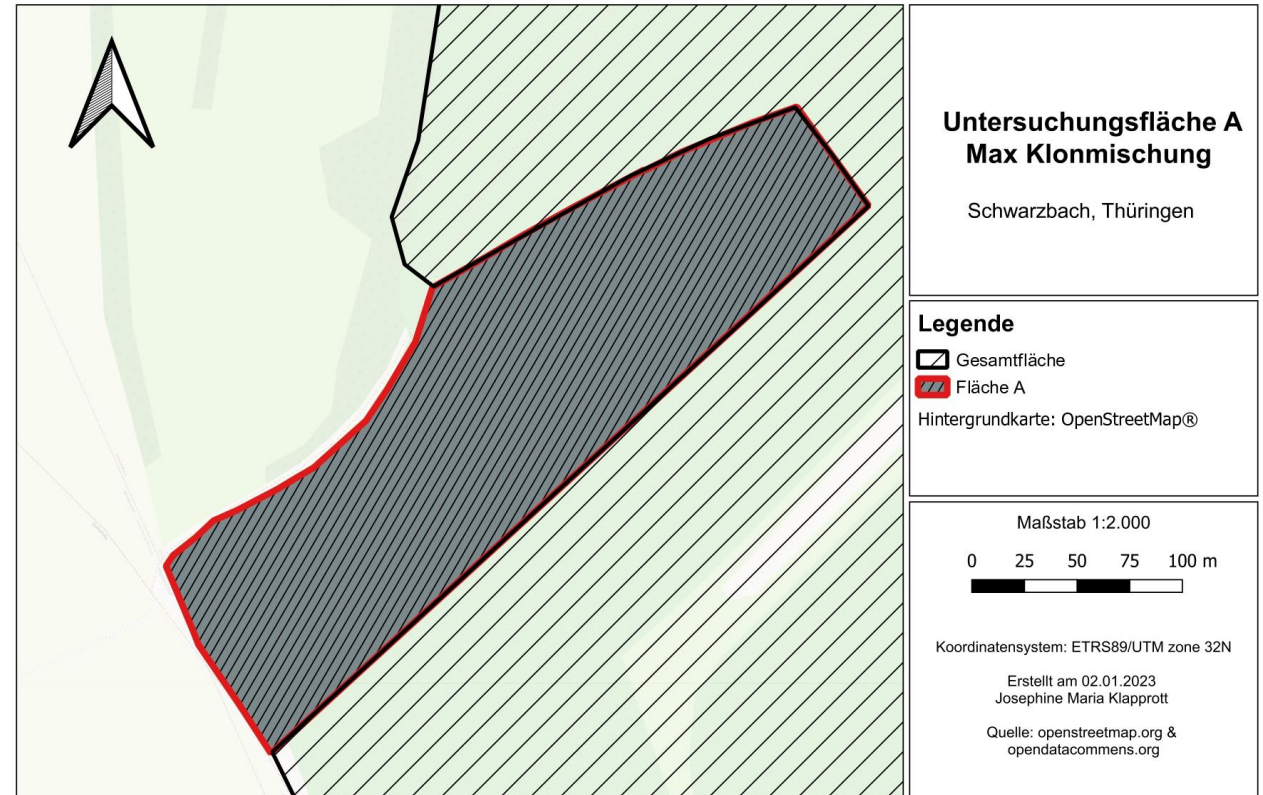 Untersuchungsfläche A
Max Klonmischung
Schwarzbach, Thüringen
Legende
Gesamtfläche
Fläche A
Hintergrundkarte: OpenStreetMap®
Maßstab 1:2.000
0 25 50 75 100 m
Koordinatensystem: ETRS89/UTM zone 32N
Erstellt am 02.01.2023
Josephine Maria Klapprott
Quelle: openstreetmap.org &
opendatacommens.org